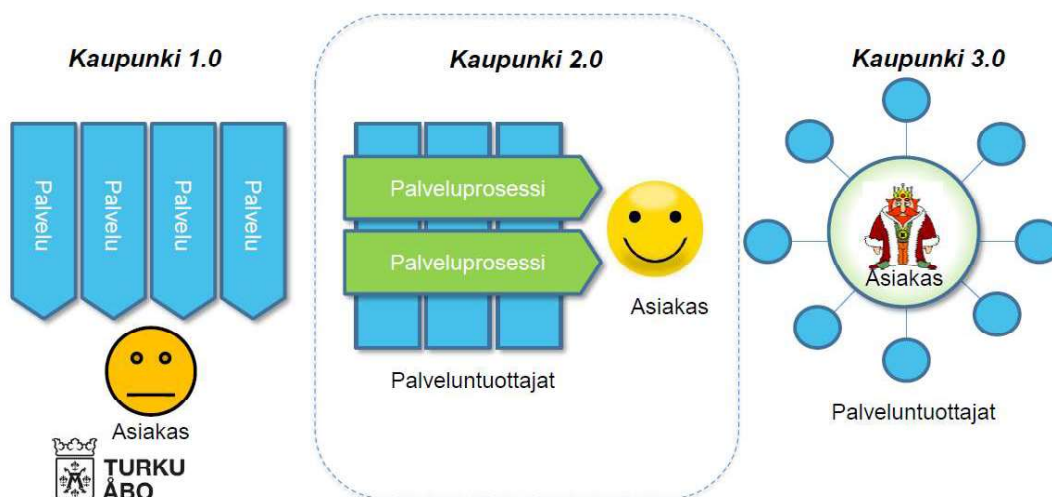 Kaupunki 1.0
Palvelu
Palvelu
Palvelu
Palvelu
Asiakas
TURKU
ÅBO
Kaupunki 2.0
Palveluprosessi
Palveluprosessi
Asiakas
Palveluntuottajat
Kaupunki 3.0
Asiakas
Palveluntuottajat